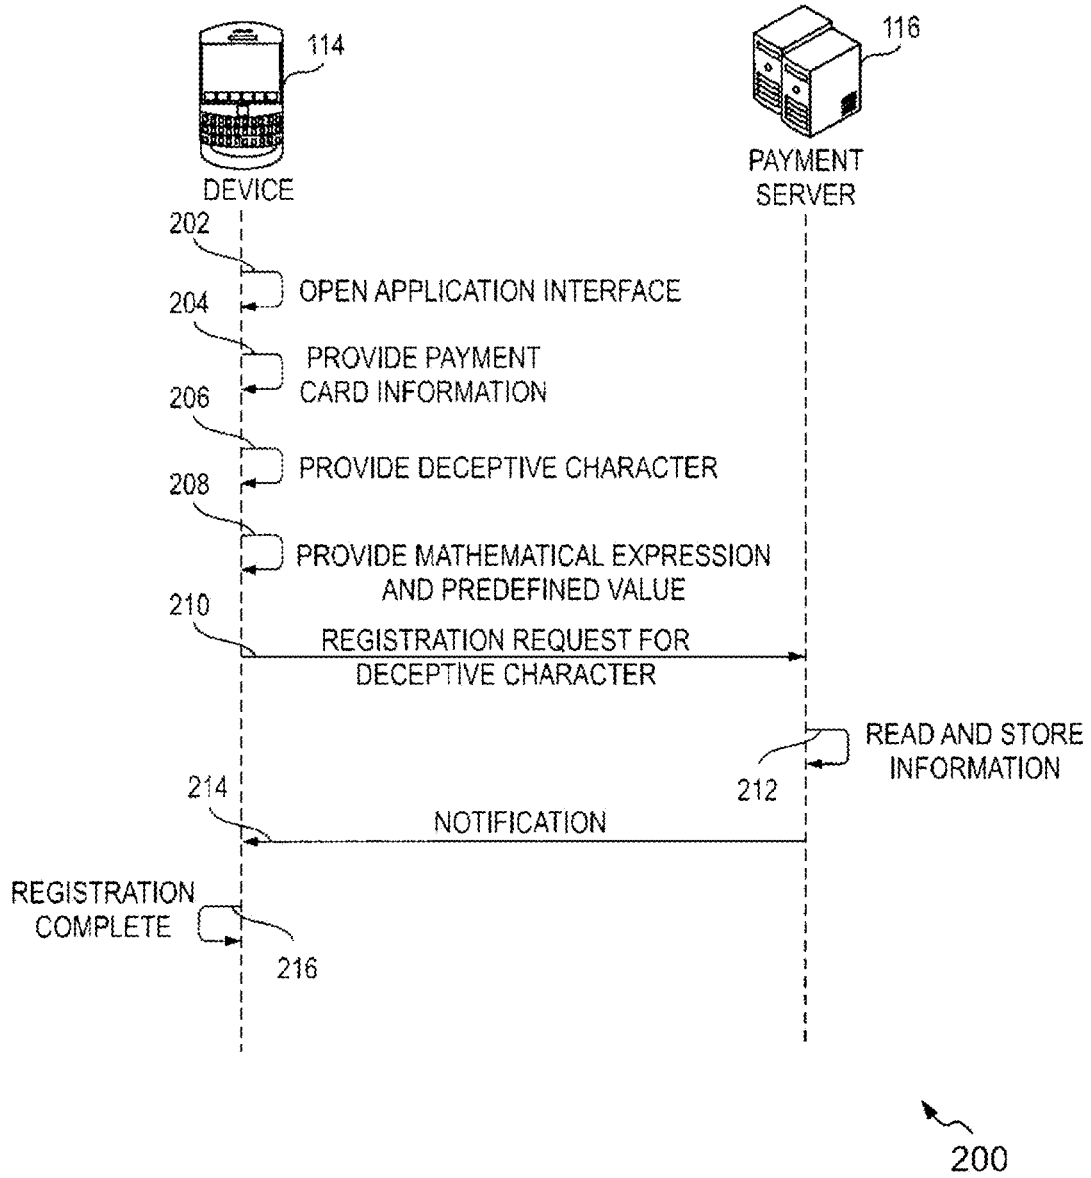 114
116
DEVICE
PAYMENT
SERVER
202
OPEN APPLICATION INTERFACE
204
PROVIDE PAYMENT
CARD INFORMATION
206
PROVIDE DECEPTIVE CHARACTER
208
PROVIDE MATHEMATICAL EXPRESSION
AND PREDEFINED VALUE
210
REGISTRATION REQUEST FOR
DECEPTIVE CHARACTER
READ AND STORE
INFORMATION
212
214
NOTIFICATION
REGISTRATION
COMPLETE
216
200